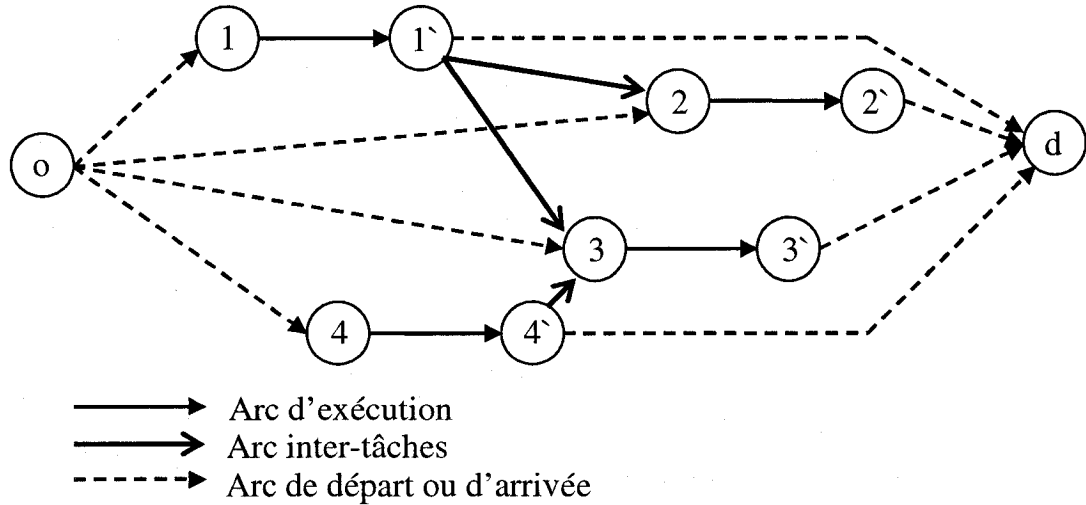 1 1`
2 2`
o d
3 3`
4 4`
Arc d'exécution
Arc inter-tâches
Arc de départ ou d'arrivée